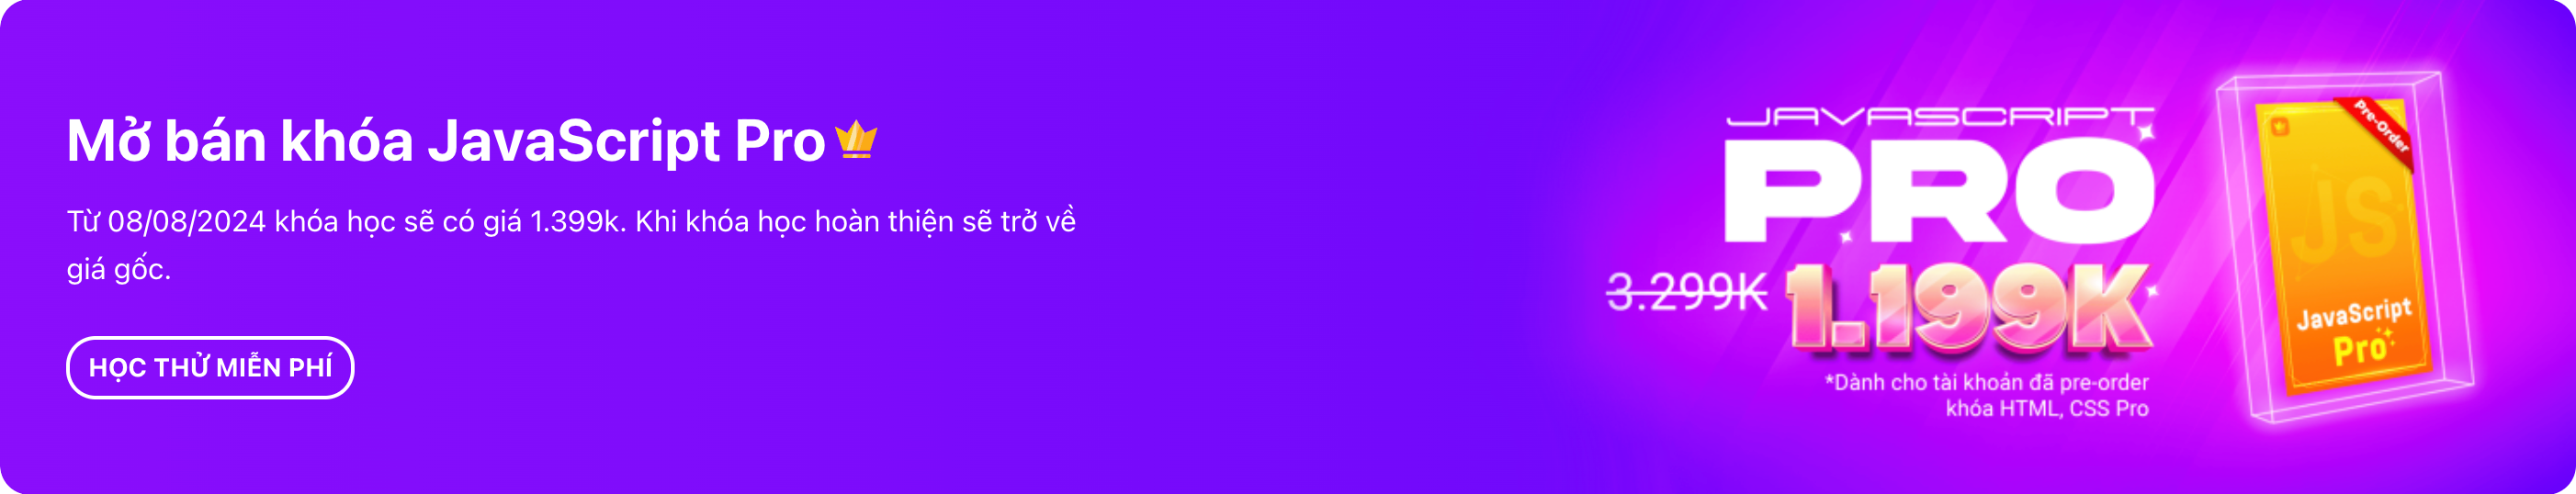 Mở bán khóa JavaScript Pro
Từ 08/08/2024 khóa học sẽ có giá 1.399k. Khi khóa học hoàn thiện sẽ trở về
giá gốc.
HỌC THỬ MIỄN PHÍ
JAVASCRIPT
PRO
3.299K 1.199K
*Dành cho tài khoản đã pre-order
khóa HTML, CSS Pro
Pre-Order
JS
JavaScript
Pro